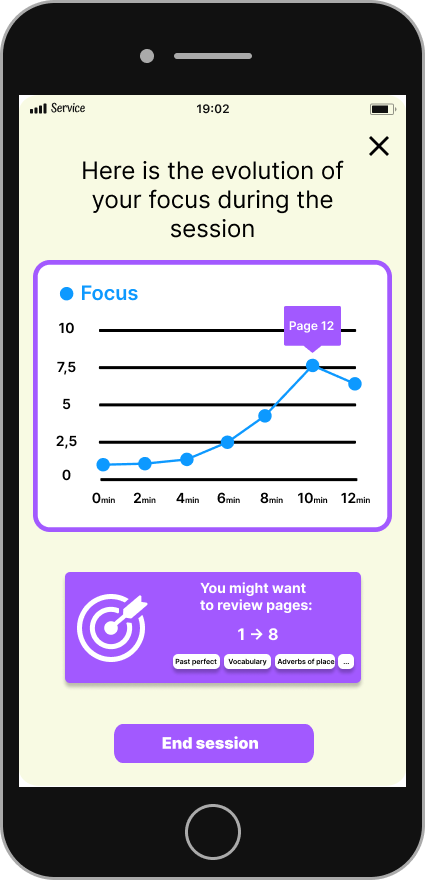 Service 19:02
Here is the evolution of
your focus during the
session
Focus
Page 12
10
7,5
5
2,5
0
0min 2min 4min 6min 8min 10min 12min
You might want
to review pages:
1 → 8
Past perfect Vocabulary Adverbs of place ...
End session